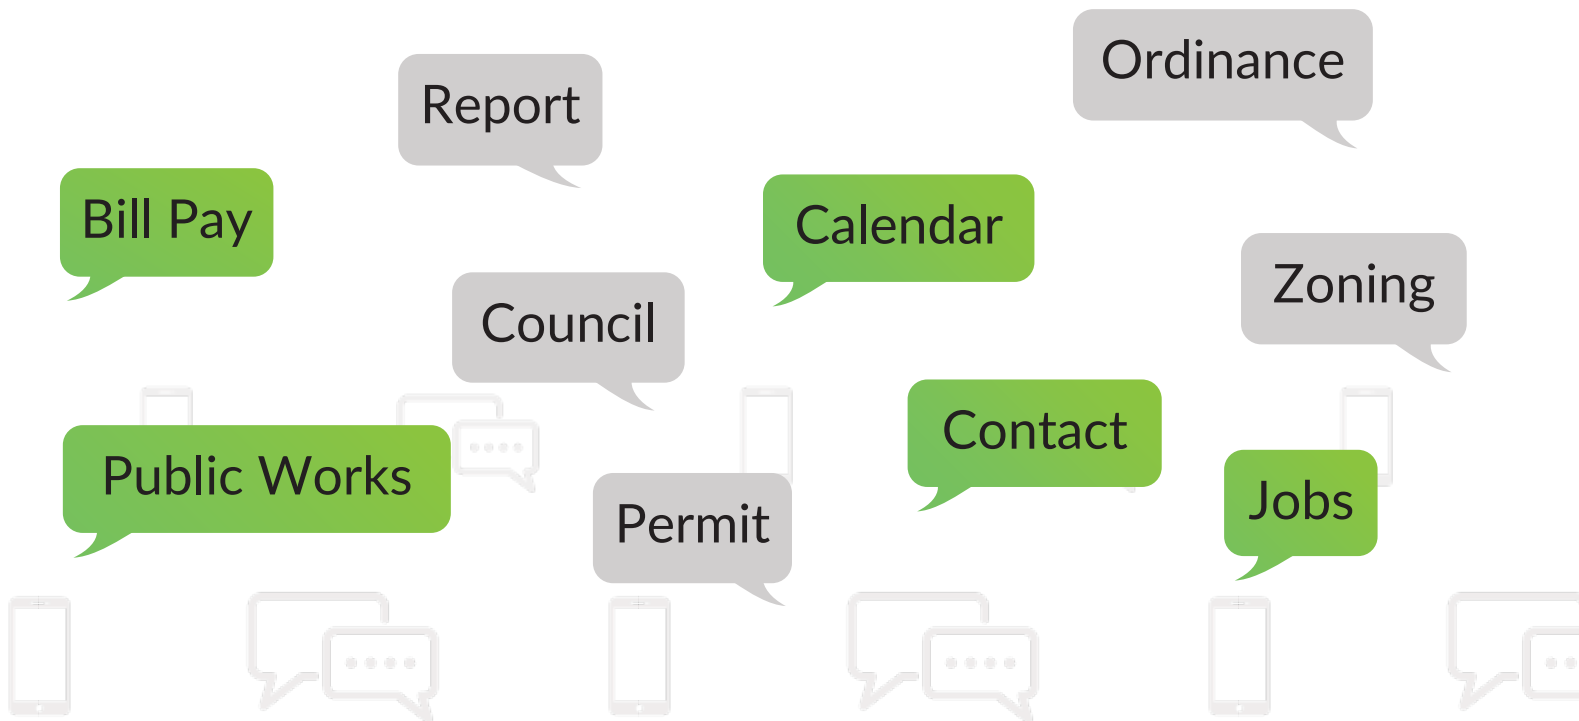 Ordinance
Report
Bill Pay
Calendar
Zoning
Council
Contact
Public Works
Jobs
Permit